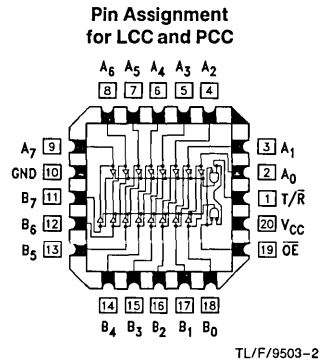 Pin Assignment
for LCC and PCC
A6 A5 A4 A3 A2
8 7 6 5 4
A7 9
GND 10
B7 11
B6 12
B5 13
3 A1
2 A0
1 T/R̅
20 VCC
19 O̅E̅
14 15 16 17 18
B4 B3 B2 B1 B0
TL/F/9503-2